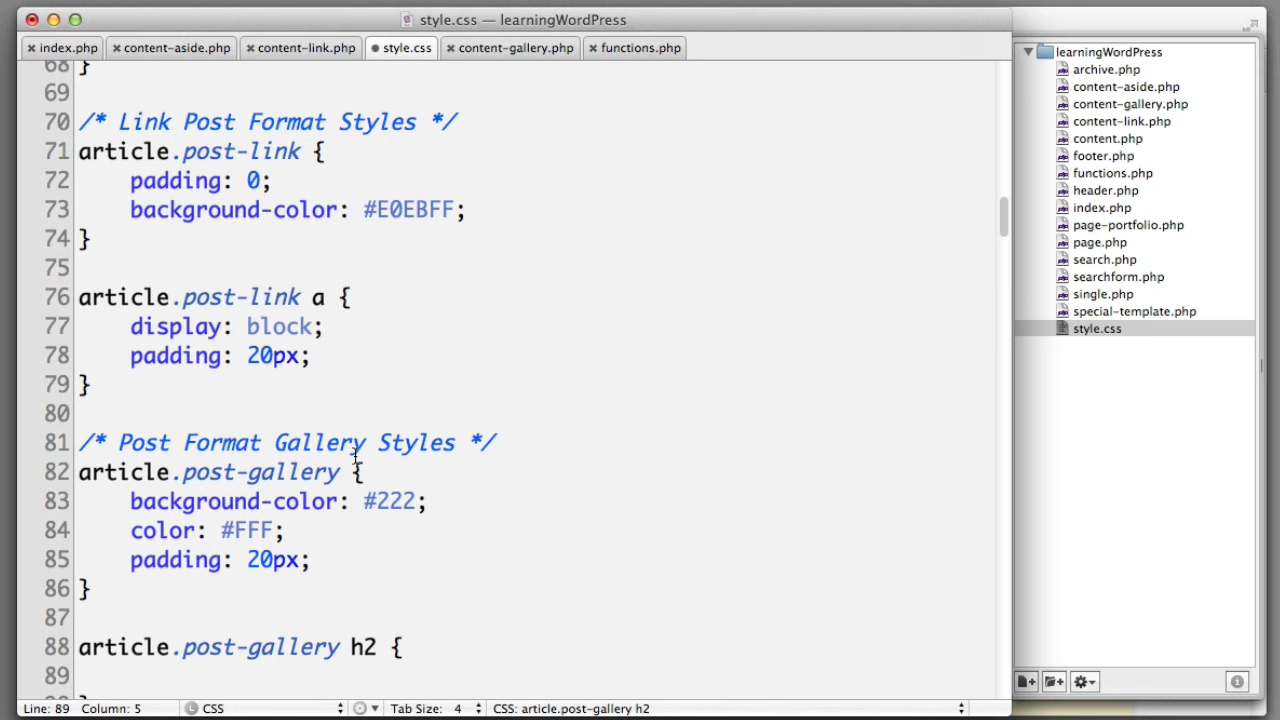 style.css — learningWordPress
index.php
content-aside.php
content-link.php
style.css
content-gallery.php
functions.php
68 }
69
70 /* Link Post Format Styles */
71 article.post-link {
72 padding: 0;
73 background-color: #E0EBFF;
74 }
75
76 article.post-link a {
77 display: block;
78 padding: 20px;
79 }
80
81 /* Post Format Gallery Styles */
82 article.post-gallery {
83 background-color: #222;
84 color: #FFF;
85 padding: 20px;
86 }
87
88 article.post-gallery h2 {
89
Line: 89 Column: 5
L CSS
Tab Size: 4
CSS: article.post-gallery h2
learningWordPress
archive.php
content-aside.php
content-gallery.php
content-link.php
content.php
footer.php
functions.php
header.php
index.php
page-portfolio.php
page.php
search.php
searchform.php
single.php
special-template.php
style.css